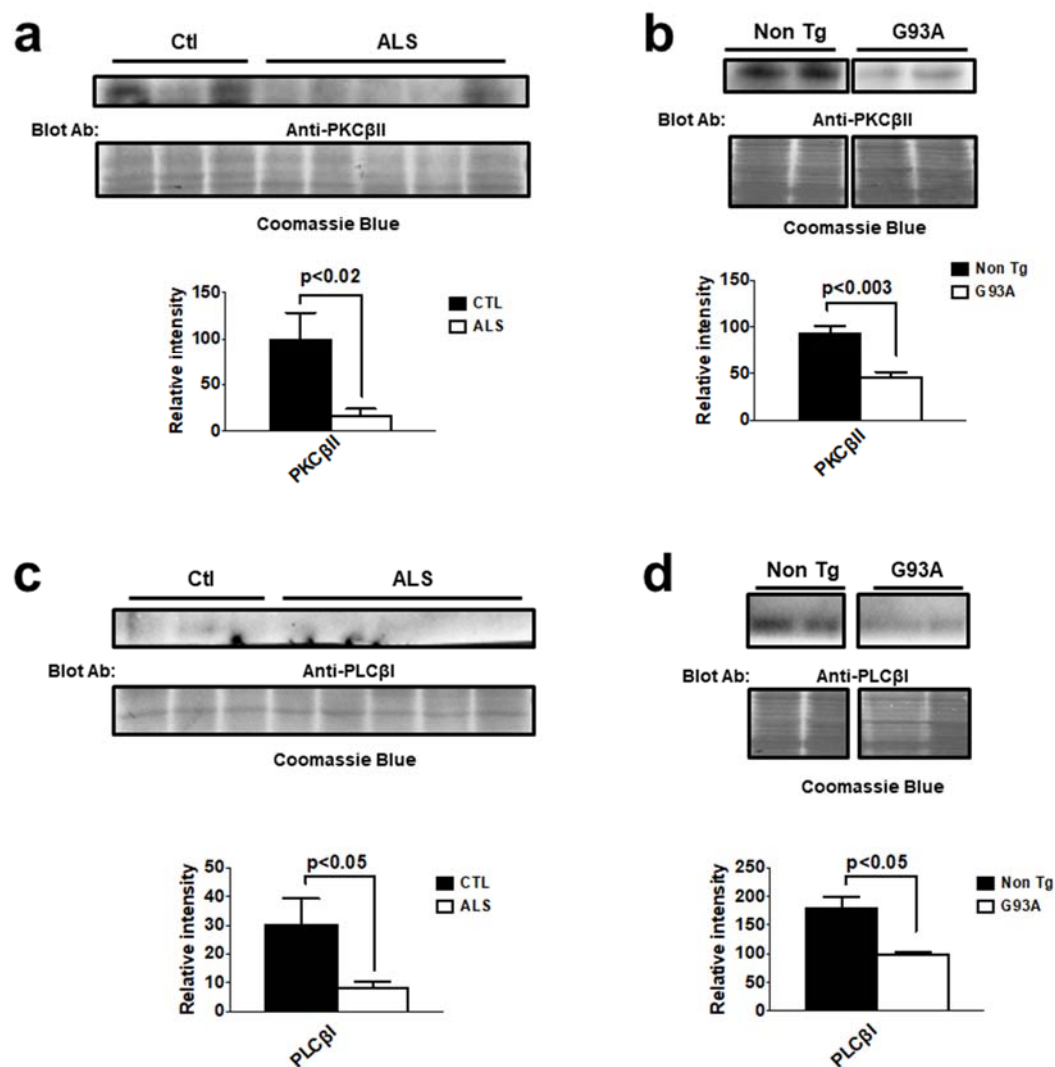 a
Ctl ALS
Blot Ab: Anti-PKCβII
Coomassie Blue
p<0.02
150
100
50
0
Relative intensity
CTL
ALS
PKCβII
b
Non Tg G93A
Blot Ab: Anti-PKCβII
Coomassie Blue
p<0.003
150
100
50
0
Relative intensity
Non Tg
G93A
PKCβII
c
Ctl ALS
Blot Ab: Anti-PLCβI
Coomassie Blue
p<0.05
50
40
30
20
10
0
Relative intensity
CTL
ALS
PLCβI
d
Non Tg G93A
Blot Ab: Anti-PLCβI
Coomassie Blue
p<0.05
250
200
150
100
50
0
Relative intensity
Non Tg
G93A
PLCβI